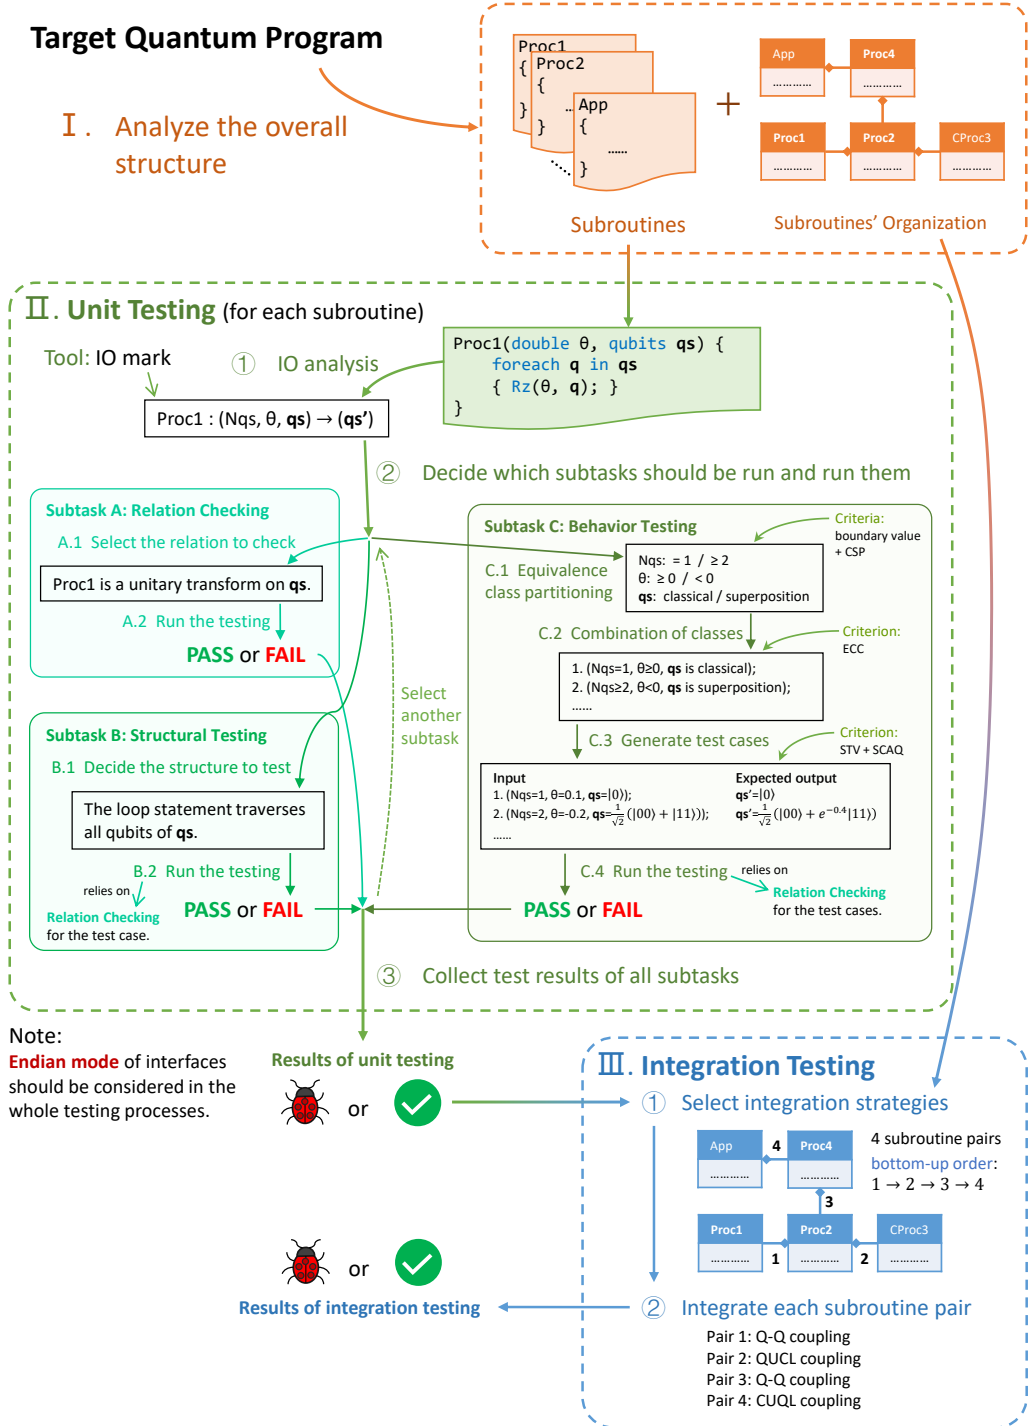 Target Quantum Program
Ⅰ. Analyze the overall
structure
Proc1
{
}
Proc2
{
...
}
App
{
......
}
......
+
App
…………
Proc4
…………
Proc1
…………
Proc2
…………
CProc3
…………
Subroutines
Subroutines’ Organization
Ⅱ. Unit Testing (for each subroutine)
Tool: IO mark
① IO analysis
Proc1(double θ, qubits qs) {
foreach q in qs
{ Rz(θ, q); }
}
Proc1 : (Nqs, θ, qs) → (qs’)
② Decide which subtasks should be run and run them
Subtask A: Relation Checking
A.1 Select the relation to check
Proc1 is a unitary transform on qs.
A.2 Run the testing
PASS or FAIL
Subtask B: Structural Testing
B.1 Decide the structure to test
The loop statement traverses
all qubits of qs.
B.2 Run the testing
relies on
Relation Checking
for the test case.
PASS or FAIL
Select
another
subtask
Subtask C: Behavior Testing
Criteria:
boundary value
+ CSP
C.1 Equivalence
class partitioning
Nqs: = 1 / ≥ 2
θ: ≥ 0 / < 0
qs: classical / superposition
C.2 Combination of classes
Criterion:
ECC
1. (Nqs=1, θ≥0, qs is classical);
2. (Nqs≥2, θ<0, qs is superposition);
......
C.3 Generate test cases
Criterion:
STV + SCAQ
Input Expected output
1. (Nqs=1, θ=0.1, qs=|0⟩); qs’=|0⟩
2. (Nqs=2, θ=-0.2, qs=1/√2(|00⟩ + |11⟩)); qs’=1/√2(|00⟩ + e^−0.4|11⟩)
......
C.4 Run the testing
relies on
Relation Checking
for the test cases.
PASS or FAIL
③ Collect test results of all subtasks
Note:
Endian mode of interfaces
should be considered in the
whole testing processes.
Results of unit testing
or
Ⅲ. Integration Testing
① Select integration strategies
App
…………
4
Proc4
…………
4 subroutine pairs
bottom-up order:
1 → 2 → 3 → 4
3
Proc1
…………
1
Proc2
…………
2
CProc3
…………
or
Results of integration testing
② Integrate each subroutine pair
Pair 1: Q-Q coupling
Pair 2: QUCL coupling
Pair 3: Q-Q coupling
Pair 4: CUQL coupling